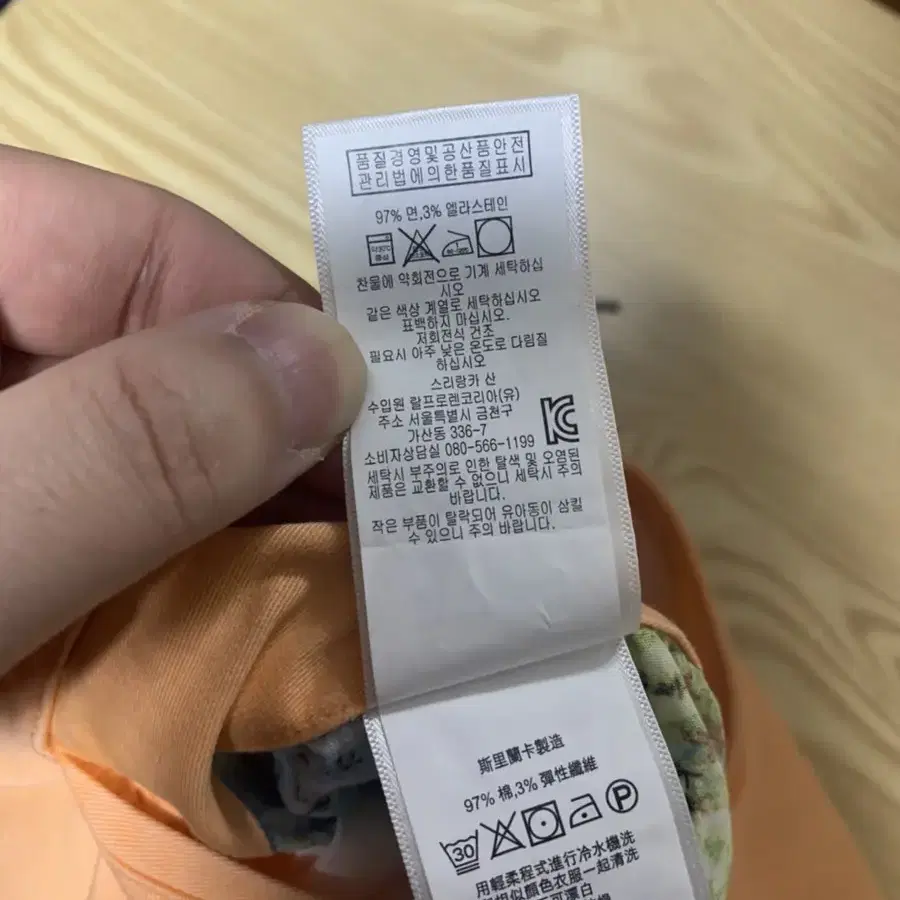 품질경영및공산품안전
관리법에의한품질표시
97% 면,3% 엘라스테인
찬물에 약회전으로 기계 세탁하십
시오
같은 색상 계열로 세탁하십시오
표백하지 마십시오.
저회전식 건조
필요시 아주 낮은 온도로 다림질
하십시오
스리랑카 산
수입원 랄프로렌코리아(유)
주소 서울특별시 금천구
가산동 336-7
소비자상담실 080-566-1199
세탁시 부주의로 인한 탈색 및 오염된
제품은 교환할 수 없으니 세탁시 주의
바랍니다.
작은 부품이 탈락되어 유아동이 삼킬
수 있으니 주의 바랍니다.
斯里蘭卡製造
97% 棉,3% 彈性纖維
30 P
用輕柔程式進行冷水機洗
相似顏色衣服一起清洗
可漂白